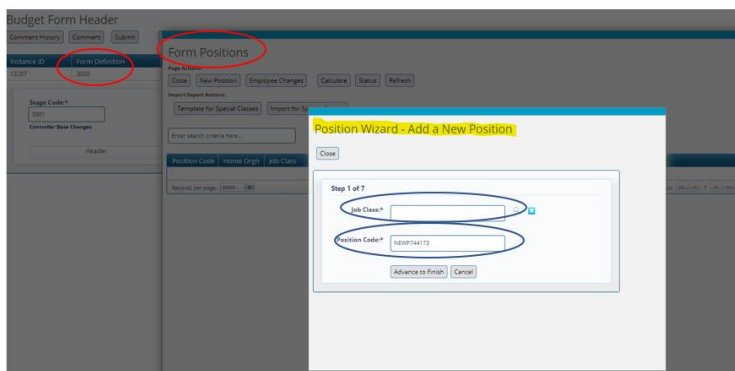 Budget Form Header
Comment History Comment Submit
Instance ID Form Definition
13287 3000
Stage Code:*
3001
Controller Base Changes
Header
Form Positions
Page Actions:
Close New Position Employee Changes Calculate Status Refresh
Import Export Actions:
Template for Special Classes Import for Sp
Enter search criteria here...
Position Code Home Orgn Job Class
Records per page:
Position Wizard - Add a New Position
Close
Step 1 of 7
Job Class:*
Position Code:* NEWP744173
Advance to Finish Cancel